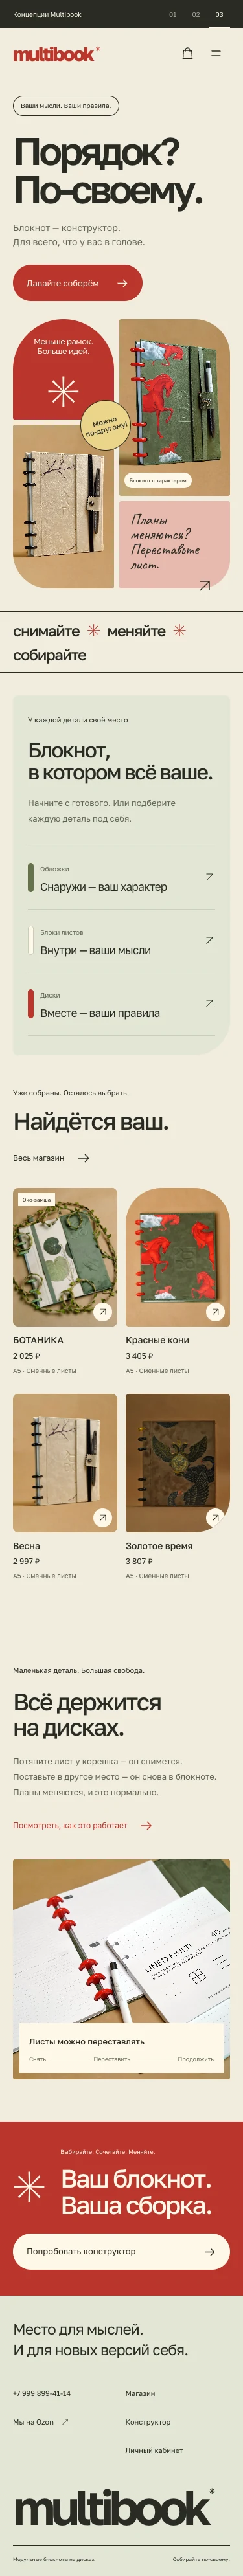 Концепции Multibook 01 02 03
multibook
Ваши мысли. Ваши правила.
Порядок?
По-своему.
Блокнот — конструктор.
Для всего, что у вас в голове.
Давайте соберём
Меньше рамок.
Больше идей.
Можно
по-другому!
Блокнот с характером
Планы
меняются?
Переставьте
лист.
снимайте меняйте
собирайте
У каждой детали своё место
Блокнот,
в котором всё ваше.
Начните с готового. Или подберите
каждую деталь под себя.
Обложки
Снаружи — ваш характер
Блоки листов
Внутри — ваши мысли
Диски
Вместе — ваши правила
Уже собраны. Осталось выбрать.
Найдётся ваш.
Весь магазин
Эко-замша
БОТАНИКА
2 025 ₽
А5 · Сменные листы
Красные кони
3 405 ₽
А5 · Сменные листы
Весна
2 997 ₽
А5 · Сменные листы
Золотое время
3 807 ₽
А5 · Сменные листы
Маленькая деталь. Большая свобода.
Всё держится
на дисках.
Потяните лист у корешка — он снимется.
Поставьте в другое место — он снова в блокноте.
Планы меняются, и это нормально.
Посмотреть, как это работает
LINED MULTI
40
Листы можно переставлять
Снять Переставить Продолжить
Выбирайте. Сочетайте. Меняйте.
Ваш блокнот.
Ваша сборка.
Попробовать конструктор
Место для мыслей.
И для новых версий себя.
+7 999 899-41-14
Мы на Ozon
Магазин
Конструктор
Личный кабинет
multibook
Модульные блокноты на дисках
Собирайте по-своему.